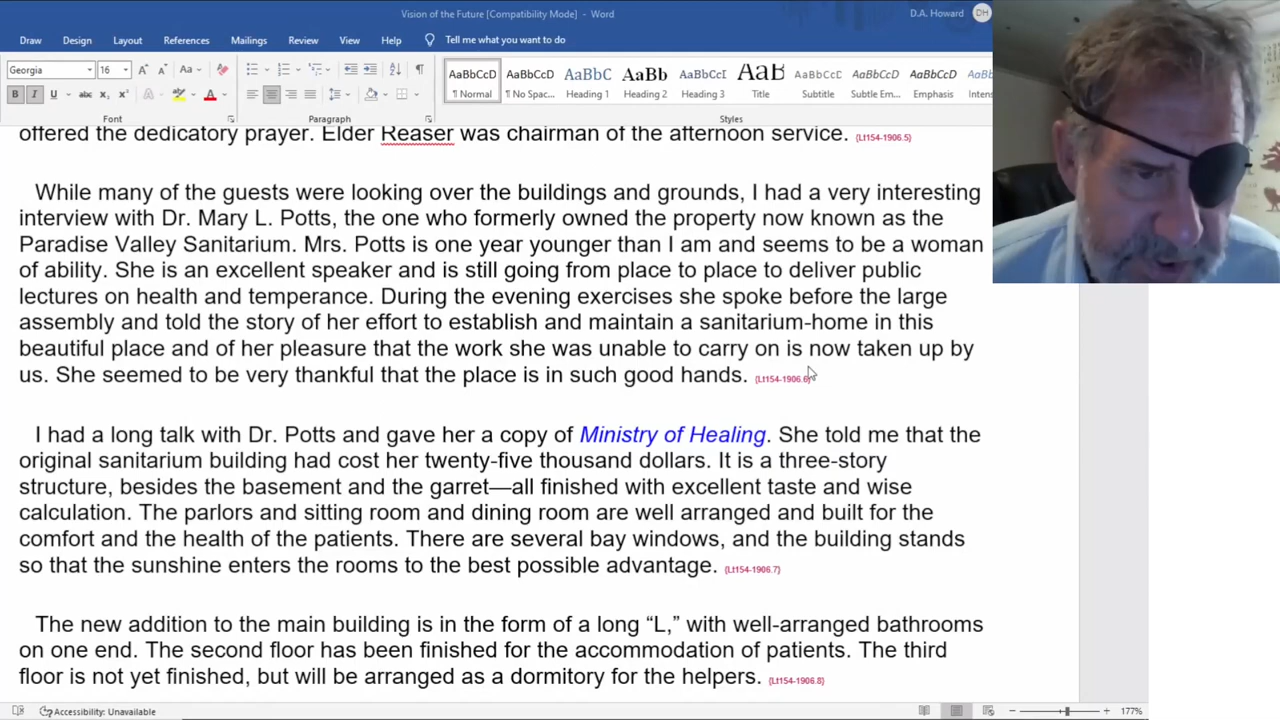 Vision of the Future [Compatibility Mode] - Word
D.A. Howard DH
Draw Design Layout References Mailings Review View Help Tell me what you want to do
Georgia 16 Aa AaBbCcD AaBbCcD AaBbC AaBb AaBbCcI AaB AaBbCcD AaBbCcD AaBbCcD AaBb
B I U abc X₂ X² A A ¶ Normal ¶ No Spac... Heading 1 Heading 2 Heading 3 Title Subtitle Subtle Em... Emphasis Inten
Font Paragraph Styles
offered the dedicatory prayer. Elder Reaser was chairman of the afternoon service. {Lt154-1906.5}
While many of the guests were looking over the buildings and grounds, I had a very interesting
interview with Dr. Mary L. Potts, the one who formerly owned the property now known as the
Paradise Valley Sanitarium. Mrs. Potts is one year younger than I am and seems to be a woman
of ability. She is an excellent speaker and is still going from place to place to deliver public
lectures on health and temperance. During the evening exercises she spoke before the large
assembly and told the story of her effort to establish and maintain a sanitarium-home in this
beautiful place and of her pleasure that the work she was unable to carry on is now taken up by
us. She seemed to be very thankful that the place is in such good hands. {Lt154-1906.6}
I had a long talk with Dr. Potts and gave her a copy of Ministry of Healing. She told me that the
original sanitarium building had cost her twenty-five thousand dollars. It is a three-story
structure, besides the basement and the garret—all finished with excellent taste and wise
calculation. The parlors and sitting room and dining room are well arranged and built for the
comfort and the health of the patients. There are several bay windows, and the building stands
so that the sunshine enters the rooms to the best possible advantage. {Lt154-1906.7}
The new addition to the main building is in the form of a long “L,” with well-arranged bathrooms
on one end. The second floor has been finished for the accommodation of patients. The third
floor is not yet finished, but will be arranged as a dormitory for the helpers. {Lt154-1906.8}
Accessibility: Unavailable 177%